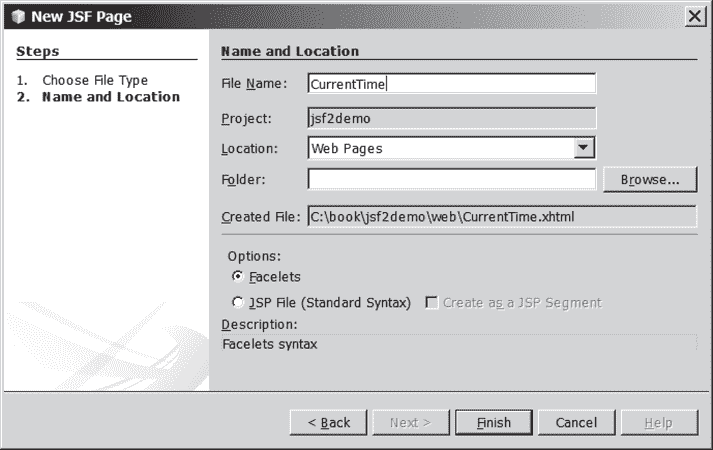 New JSF Page
Steps
1. Choose File Type
2. Name and Location
Name and Location
File Name: CurrentTime
Project: jsf2demo
Location: Web Pages
Folder: Browse...
Created File: C:\book\jsf2demo\web\CurrentTime.xhtml
Options:
Facelets
JSP File (Standard Syntax) Create as a JSP Segment
Description:
Facelets syntax
< Back Next > Finish Cancel Help